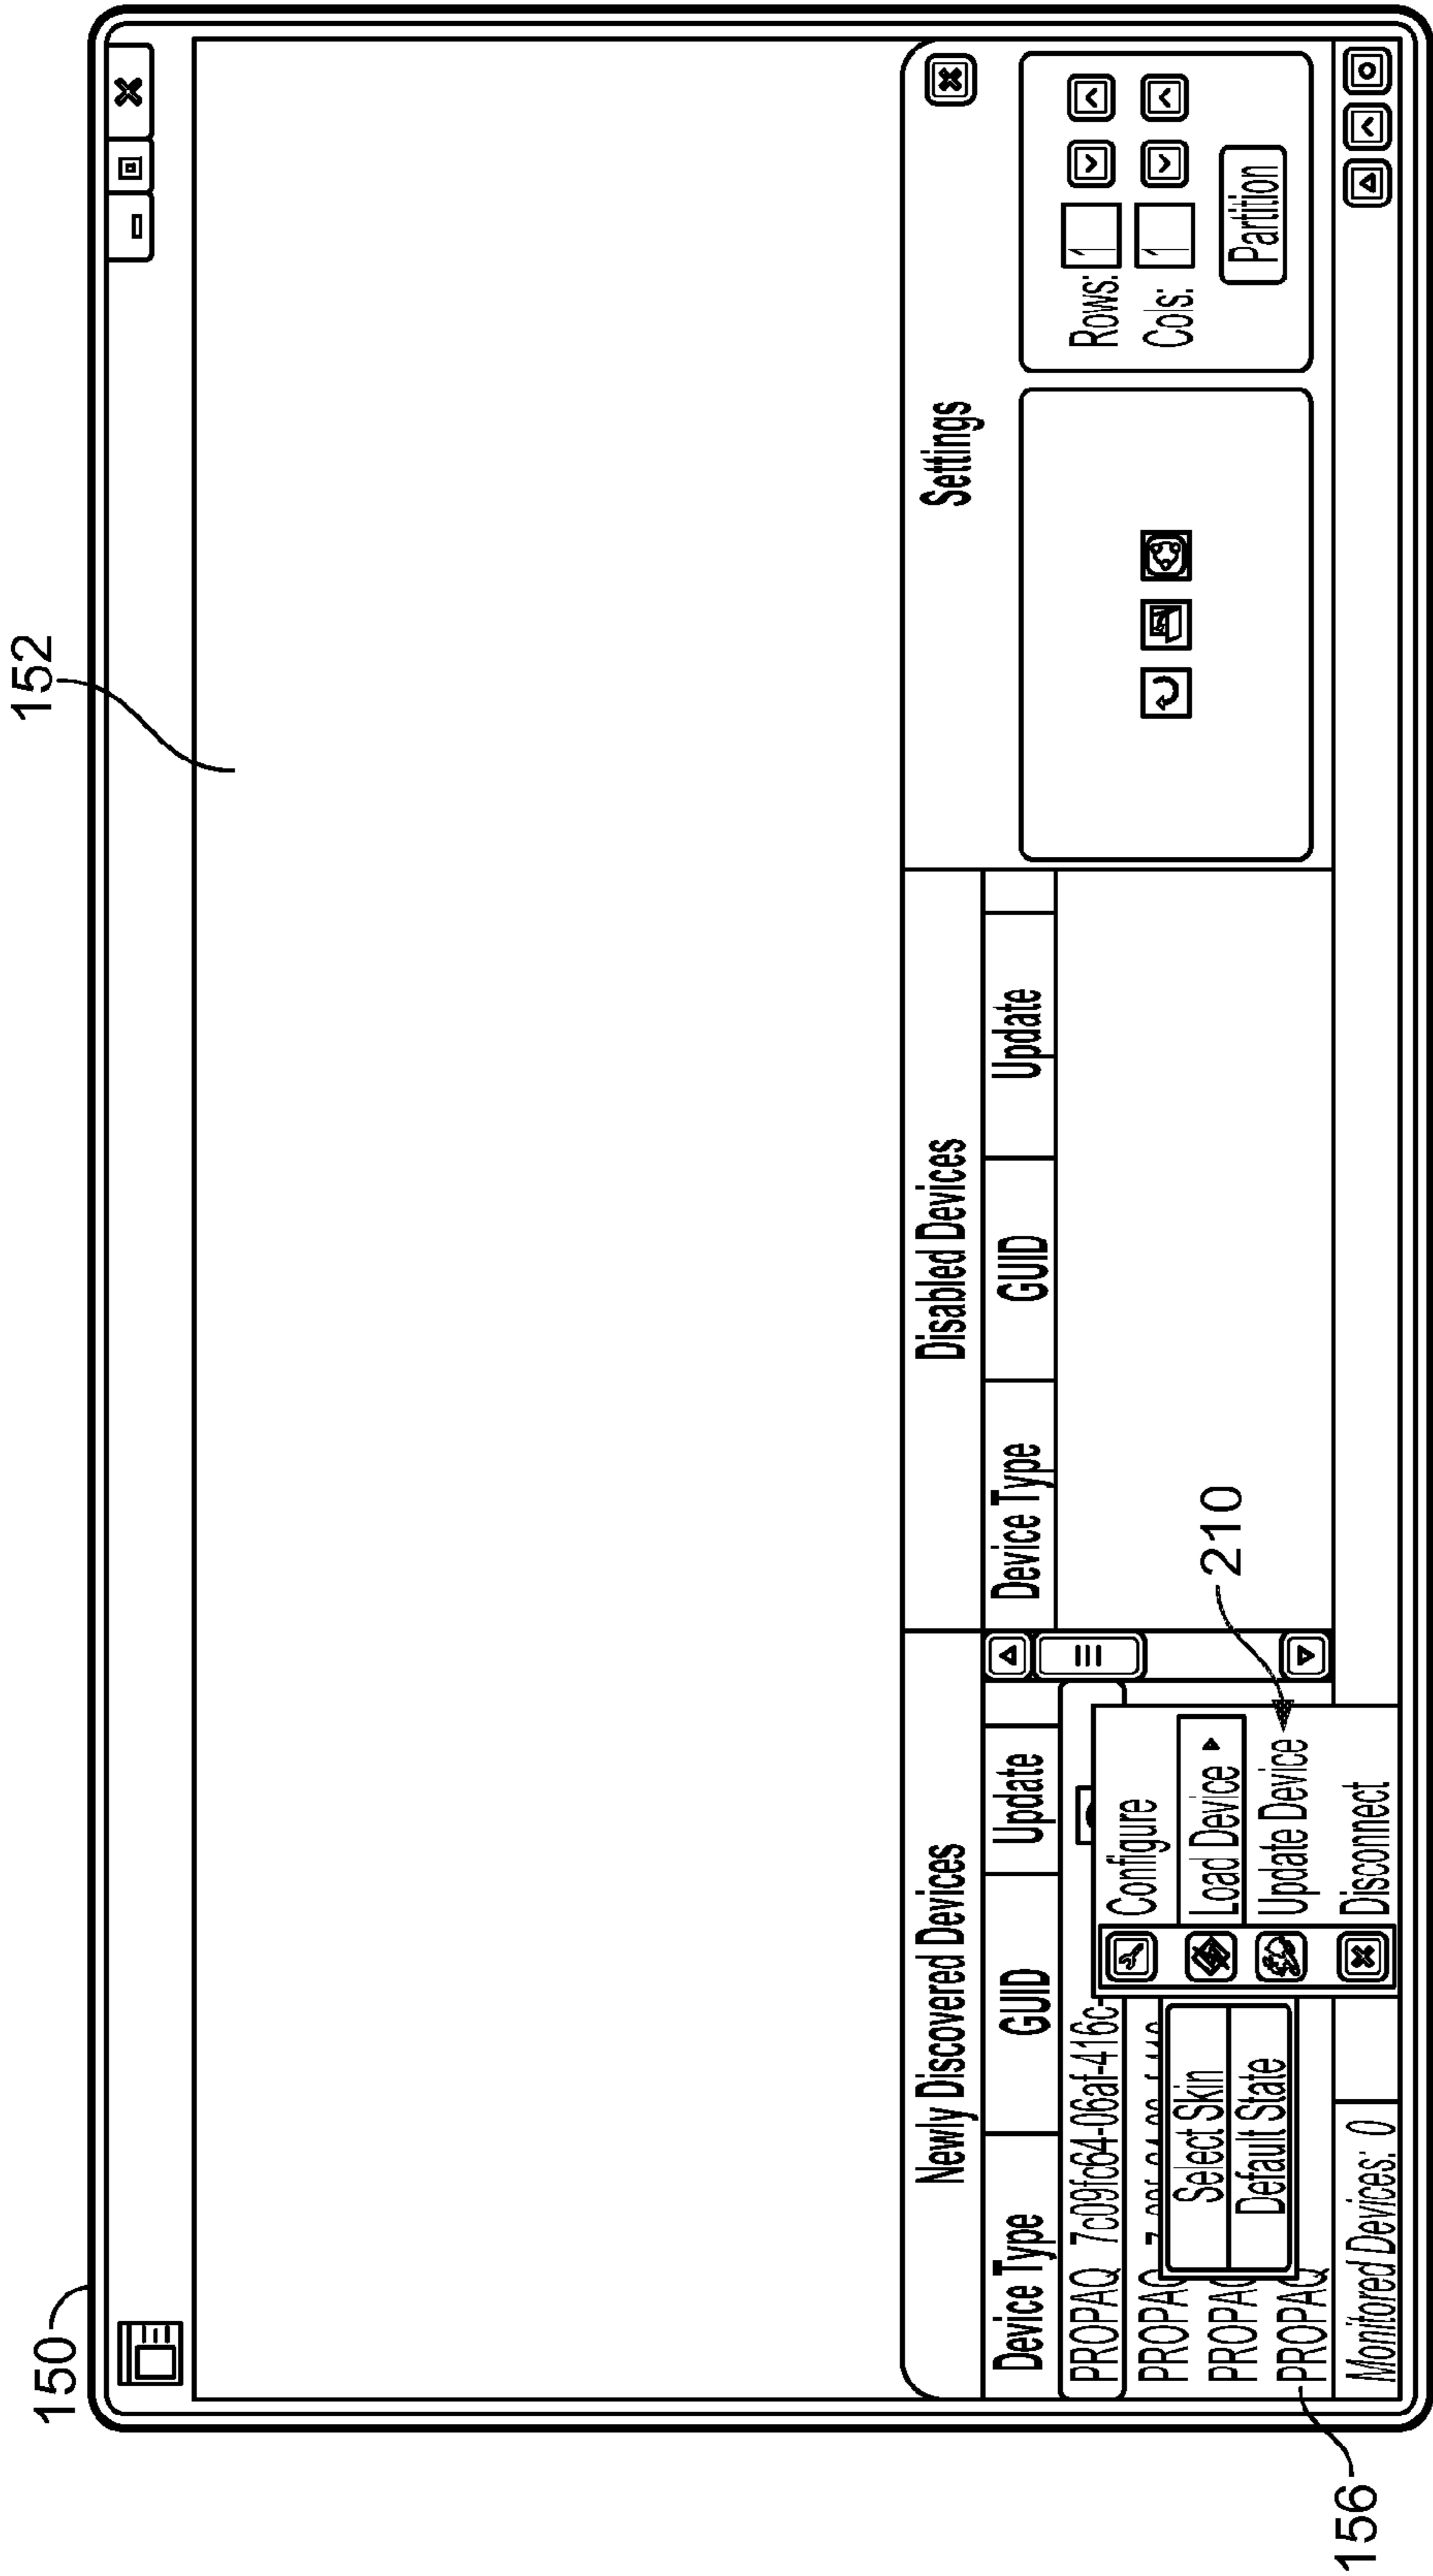 150
152
Newly Discovered Devices
Disabled Devices
Settings
Device Type GUID Update
Device Type GUID Update
PROPAQ 7c09fc64-06af-416c-
PROPAQ
PROPAQ
PROPAQ
Configure
Load Device
Update Device
Disconnect
Select Skin
Default State
Rows: 1
Cols: 1
Partition
Monitored Devices: 0
210
156